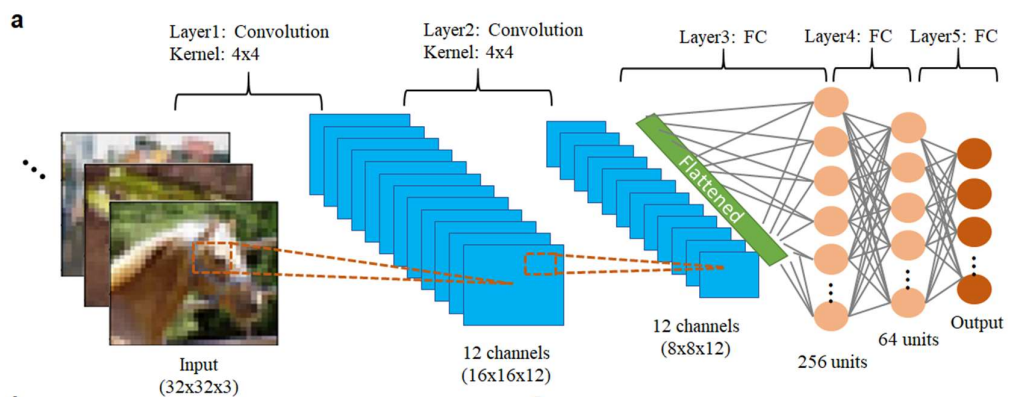 a
Layer1: Convolution
Kernel: 4x4
Layer2: Convolution
Kernel: 4x4
Layer3: FC
Layer4: FC
Layer5: FC
Flattened
Input
(32x32x3)
12 channels
(16x16x12)
12 channels
(8x8x12)
256 units
64 units
Output